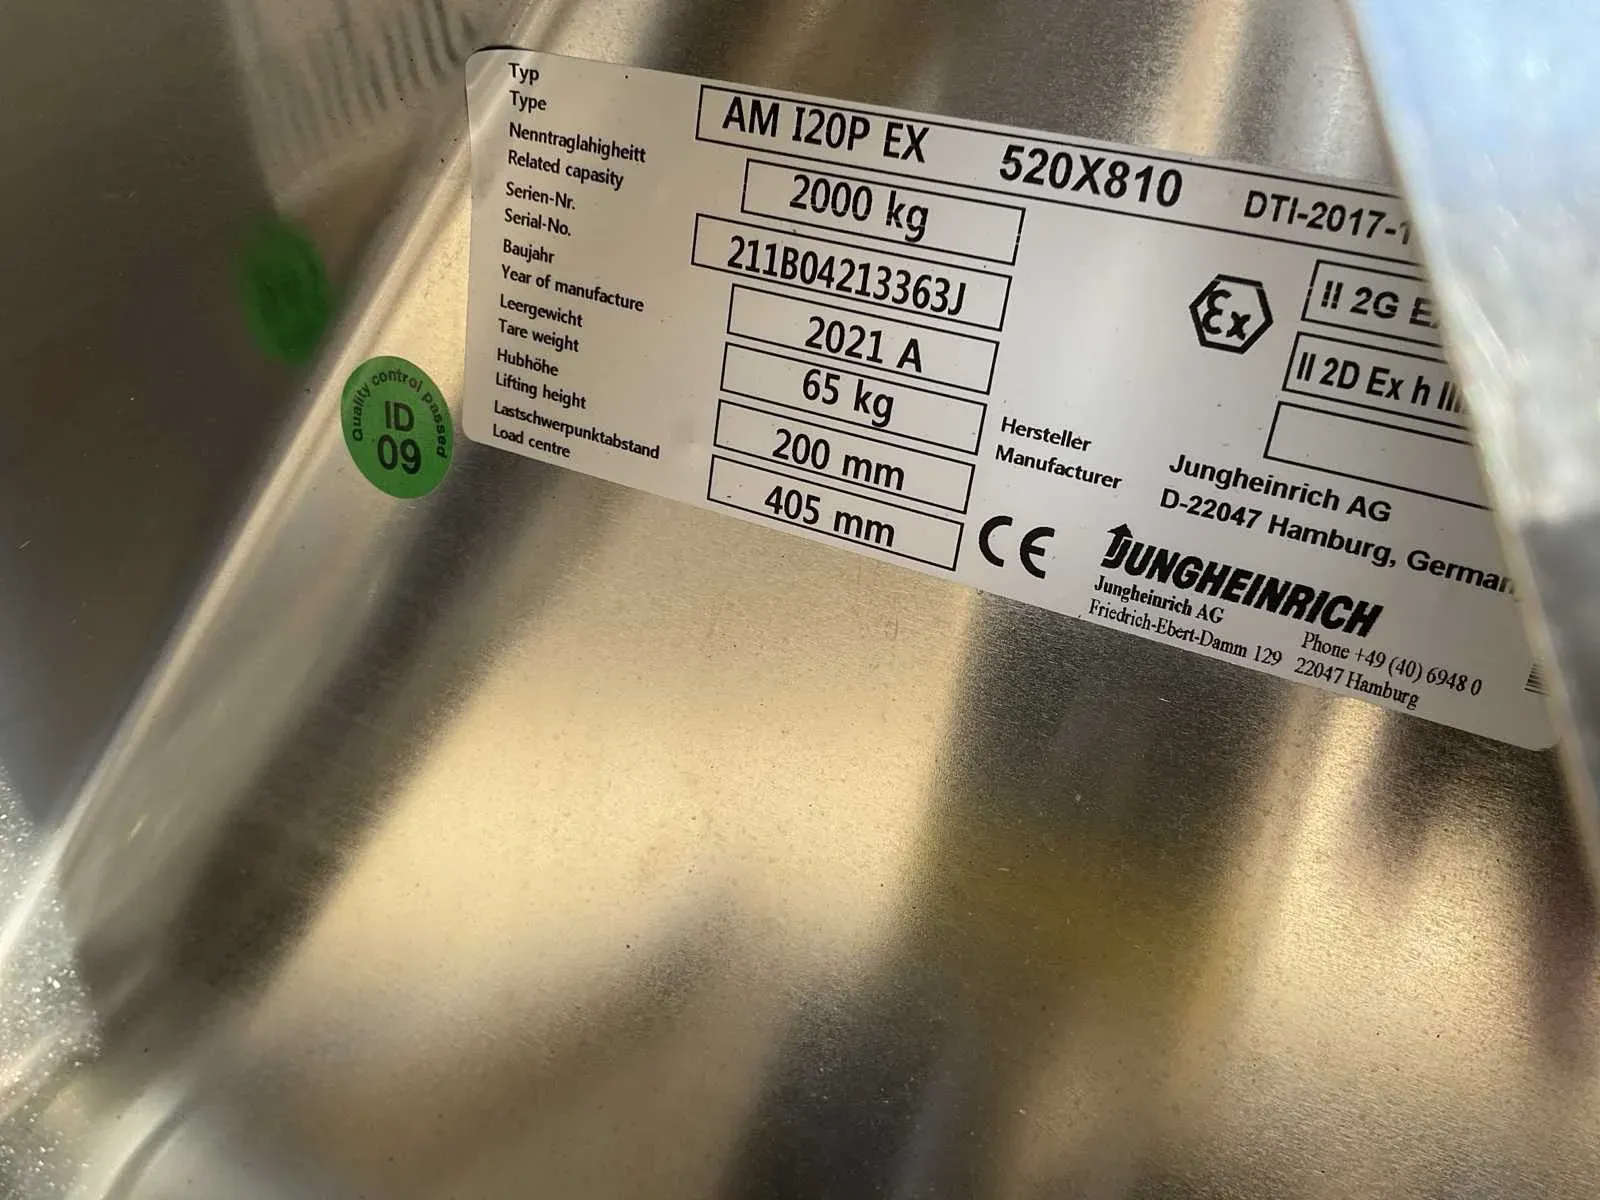 Typ
Type
AM I20P EX 520X810 DTI-2017-1
Nenntraglahigheitt
Related capasity
2000 kg
Serien-Nr.
Serial-No.
211B04213363J
Baujahr
Year of manufacture
2021 A
Leergewicht
Tare weight
65 kg
Hubhöhe
Lifting height
200 mm
Lastschwerpunktabstand
Load centre
405 mm
Ex
II 2G E
II 2D Ex h III
Hersteller
Manufacturer
Jungheinrich AG
D-22047 Hamburg, German
CE
JUNGHEINRICH
Jungheinrich AG
Friedrich-Ebert-Damm 129
Phone +49 (40) 6948 0
22047 Hamburg
Quality control passed
ID
09